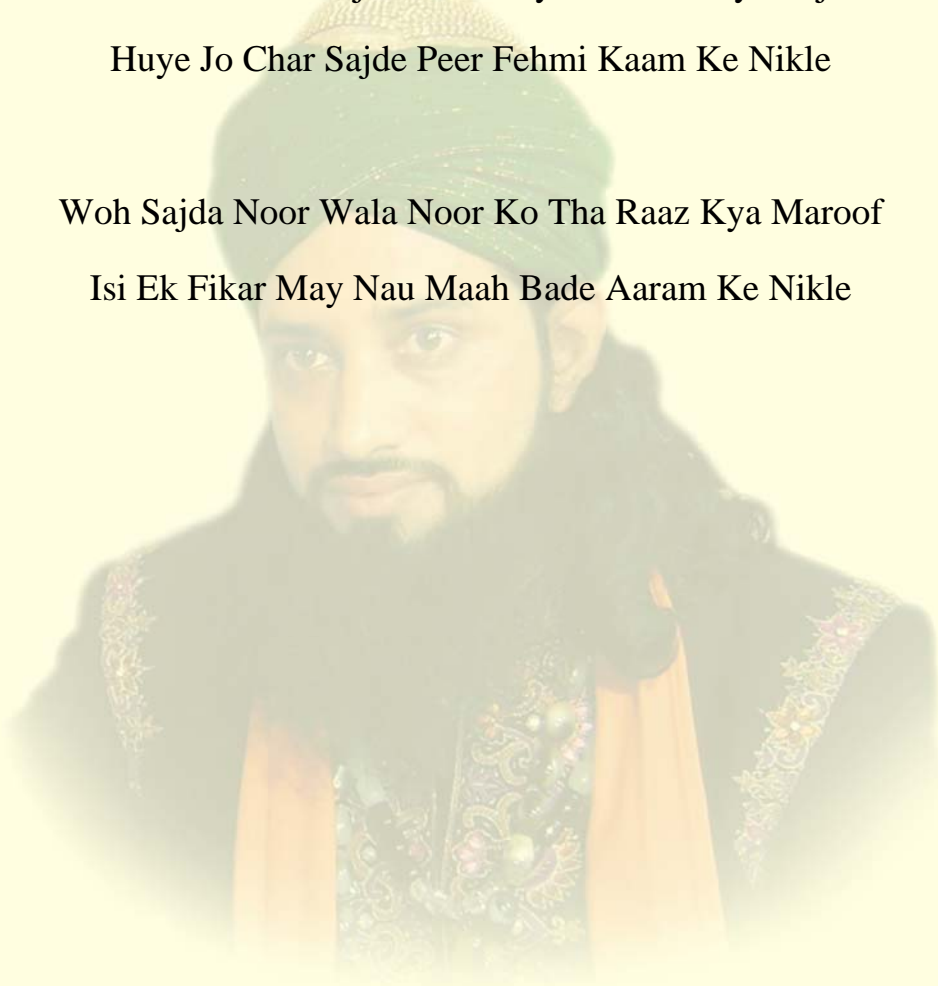 Huye Jo Char Sajde Peer Fehmi Kaam Ke Nikle
Woh Sajda Noor Wala Noor Ko Tha Raaz Kya Maroof
Isi Ek Fikar May Nau Maah Bade Aaram Ke Nikle